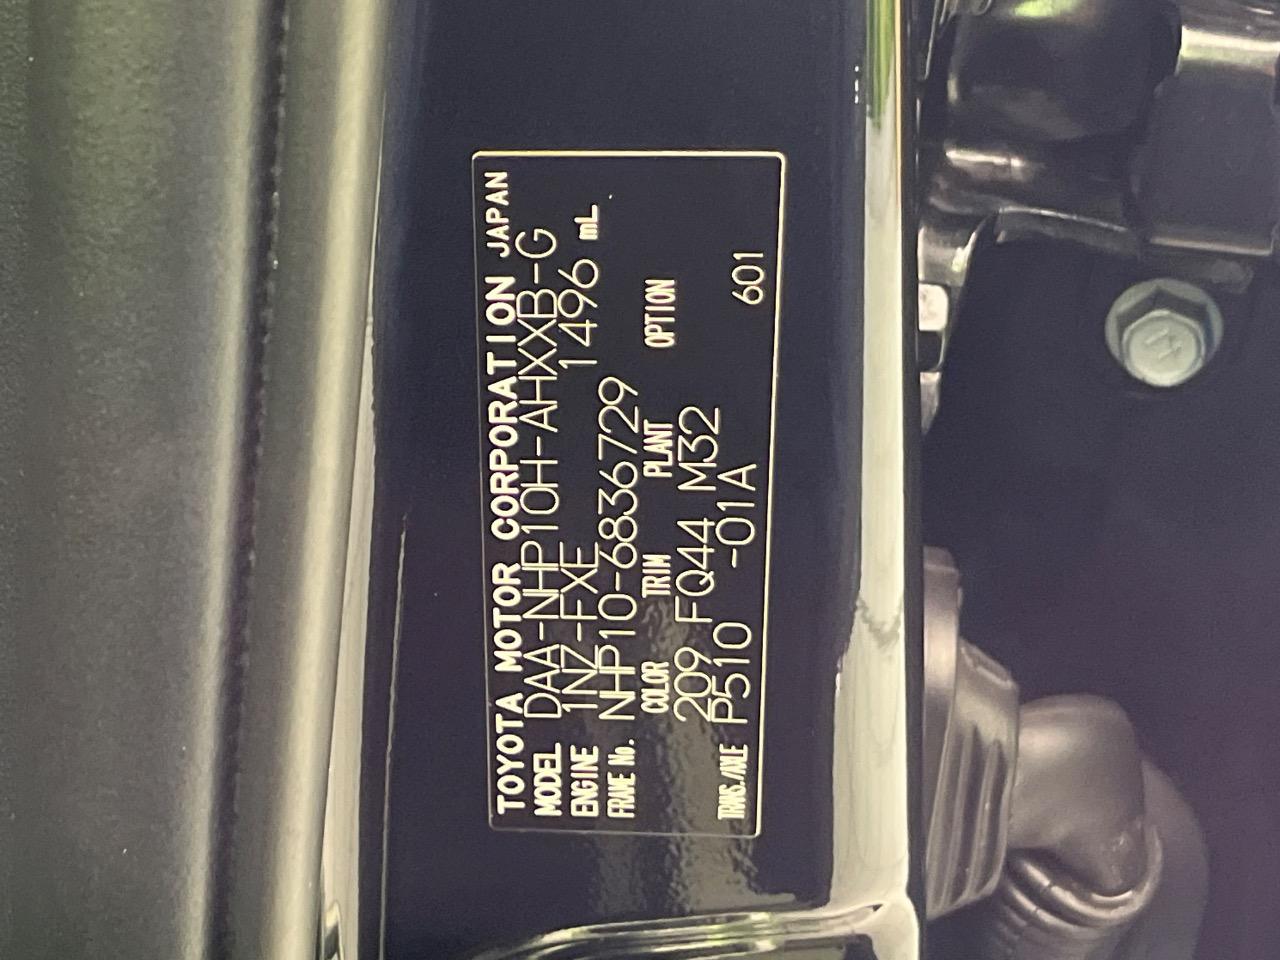 TOYOTA MOTOR CORPORATION JAPAN
MODEL DAA-NHP10H-AHXXB-G
ENGINE 1NZ-FXE 1496 mL
FRAME No. NHP10-6836729
COLOR TRIM PLANT OPTION
209 FQ44 M32
TRANS./AXLE P510 -01A 601